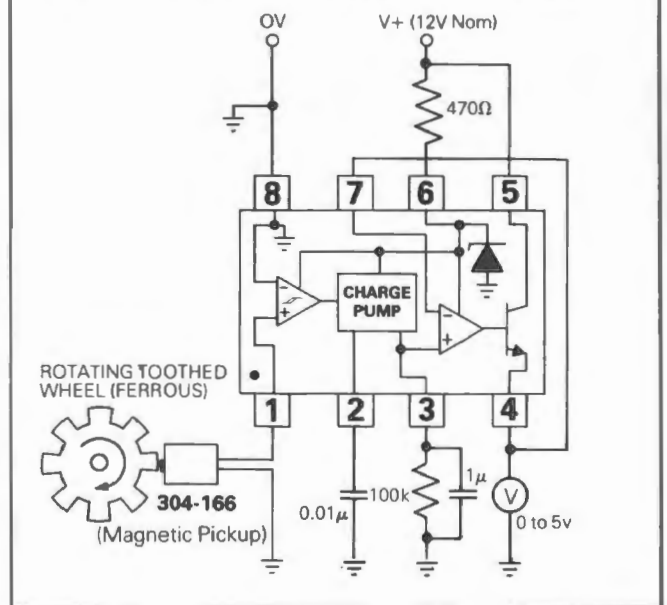 OV
V+ (12V Nom)
470Ω
8
7
6
5
CHARGE
PUMP
ROTATING TOOTHED
WHEEL (FERROUS)
1
2
3
4
304-166
(Magnetic Pickup)
0.01μ
100k
1μ
V
0 to 5v